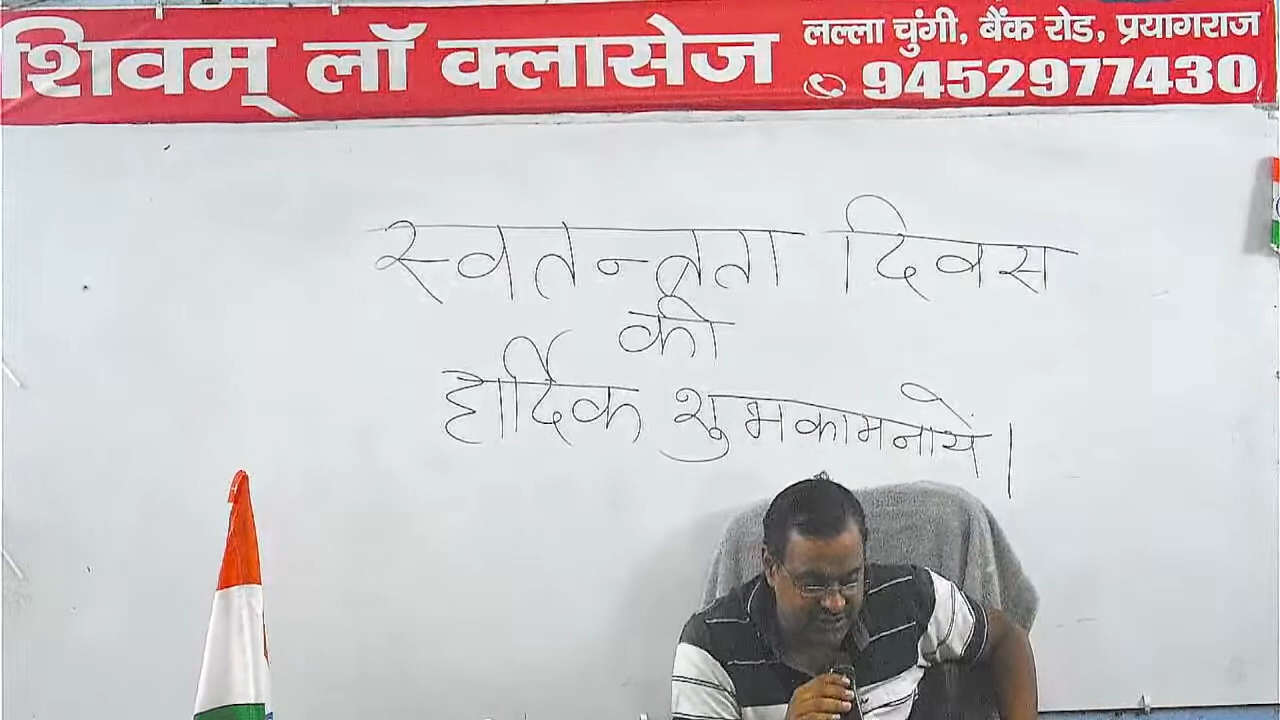 शिवम् लॉ क्लासेज
लल्ला चुंगी, बैंक रोड, प्रयागराज
9452977430
स्वतन्त्रता दिवस
की
हार्दिक शुभकामनायें।